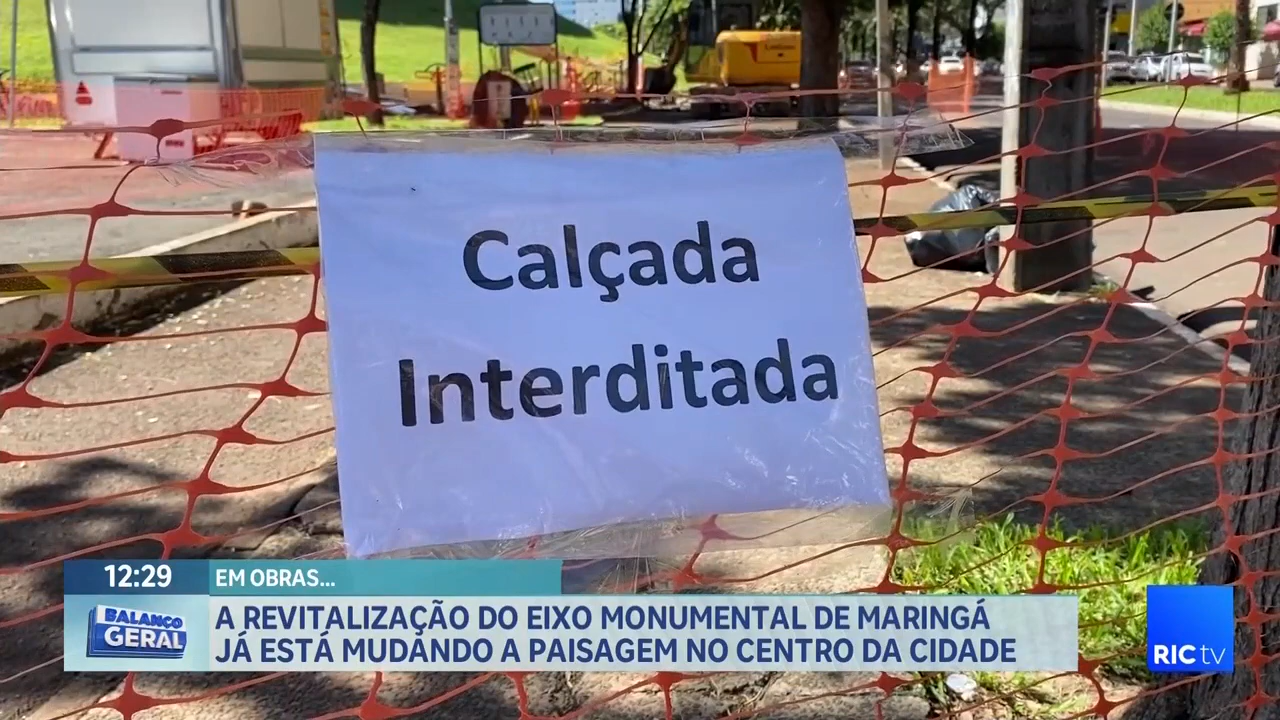 Calçada
Interditada
12:29
EM OBRAS...
BALANÇO
GERAL
A REVITALIZAÇÃO DO EIXO MONUMENTAL DE MARINGÁ
JÁ ESTÁ MUDANDO A PAISAGEM NO CENTRO DA CIDADE
RIC tv